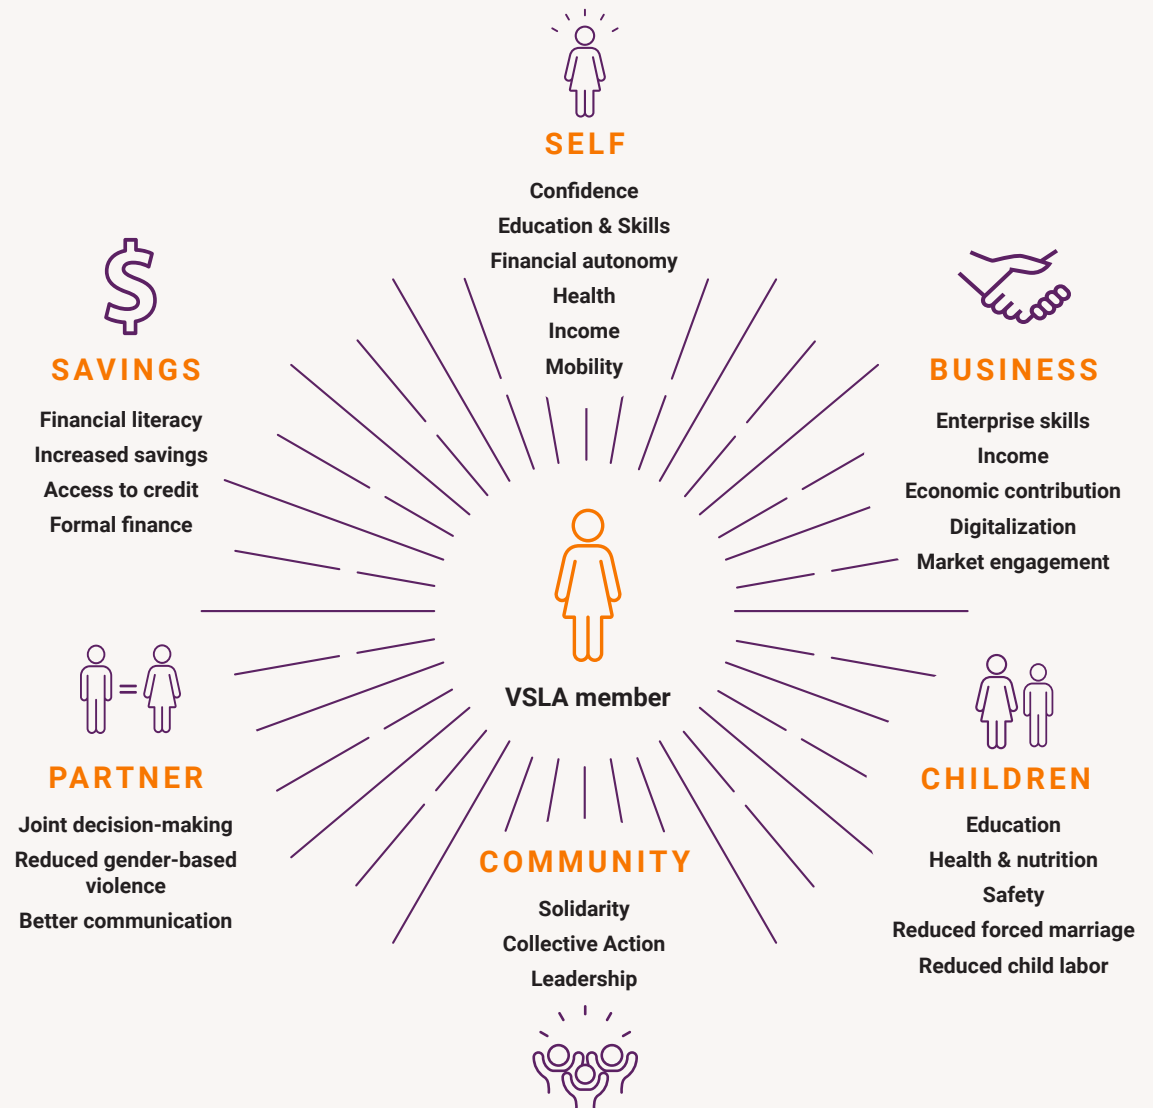 SELF
Confidence
Education & Skills
Financial autonomy
Health
Income
Mobility
SAVINGS
Financial literacy
Increased savings
Access to credit
Formal finance
BUSINESS
Enterprise skills
Income
Economic contribution
Digitalization
Market engagement
VSLA member
PARTNER
Joint decision-making
Reduced gender-based
violence
Better communication
COMMUNITY
Solidarity
Collective Action
Leadership
CHILDREN
Education
Health & nutrition
Safety
Reduced forced marriage
Reduced child labor